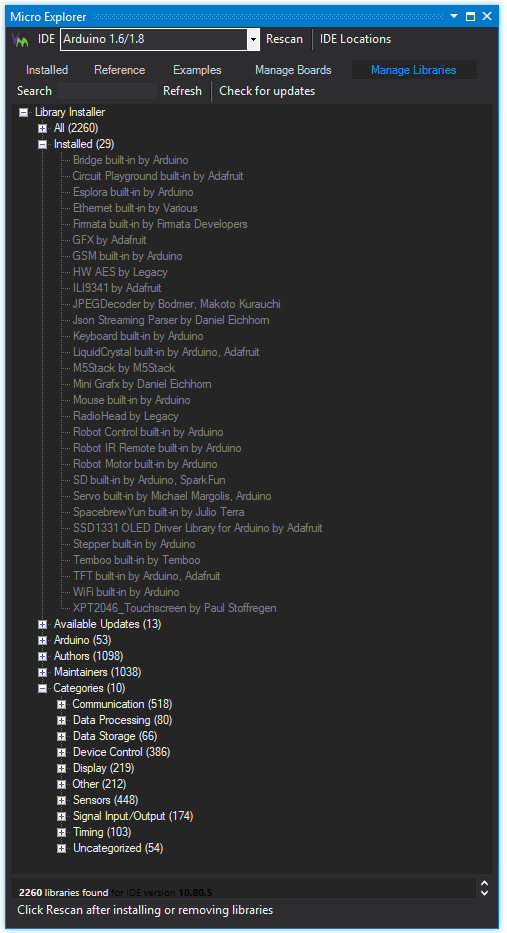 Micro Explorer
IDE Arduino 1.6/1.8 Rescan IDE Locations
Installed Reference Examples Manage Boards Manage Libraries
Search Refresh Check for updates
Library Installer
All (2260)
Installed (29)
Bridge built-in by Arduino
Circuit Playground built-in by Adafruit
Esplora built-in by Arduino
Ethernet built-in by Various
Firmata built-in by Firmata Developers
GFX by Adafruit
GSM built-in by Arduino
HW AES by Legacy
ILI9341 by Adafruit
JPEGDecoder by Bodmer, Makoto Kurauchi
Json Streaming Parser by Daniel Eichhorn
Keyboard built-in by Arduino
LiquidCrystal built-in by Arduino, Adafruit
M5Stack by M5Stack
Mini Grafx by Daniel Eichhorn
Mouse built-in by Arduino
RadioHead by Legacy
Robot Control built-in by Arduino
Robot IR Remote built-in by Arduino
Robot Motor built-in by Arduino
SD built-in by Arduino, SparkFun
Servo built-in by Michael Margolis, Arduino
SpacebrewYun built-in by Julio Terra
SSD1331 OLED Driver Library for Arduino by Adafruit
Stepper built-in by Arduino
Temboo built-in by Temboo
TFT built-in by Arduino, Adafruit
WiFi built-in by Arduino
XPT2046_Touchscreen by Paul Stoffregen
Available Updates (13)
Arduino (53)
Authors (1098)
Maintainers (1038)
Categories (10)
Communication (518)
Data Processing (80)
Data Storage (66)
Device Control (386)
Display (219)
Other (212)
Sensors (448)
Signal Input/Output (174)
Timing (103)
Uncategorized (54)
2260 libraries found for IDE version 10.80.5
Click Rescan after installing or removing libraries